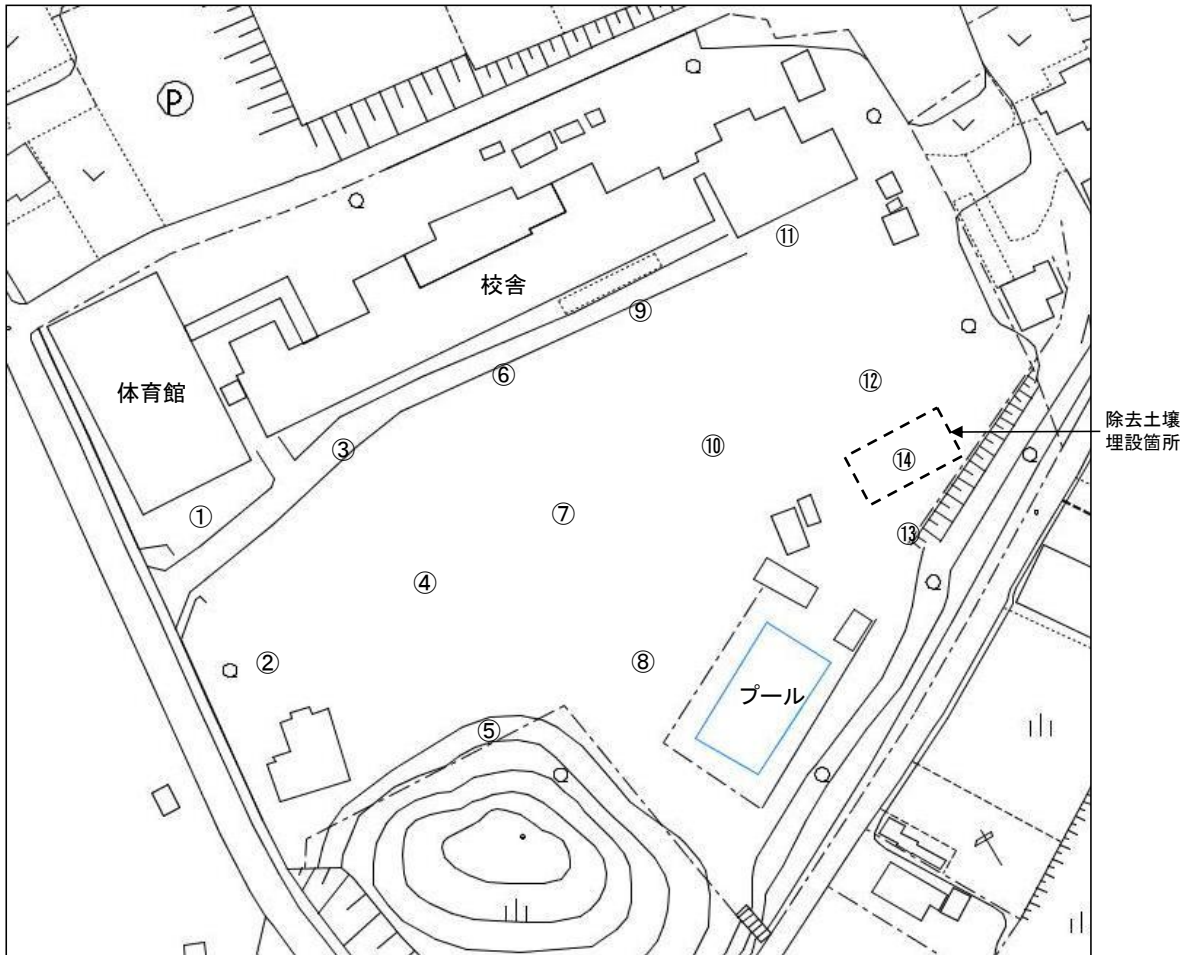 P
校舎
体育館
プール
除去土壌
埋設箇所
①
②
③
④
⑤
⑥
⑦
⑧
⑨
⑩
⑪
⑫
⑬
⑭